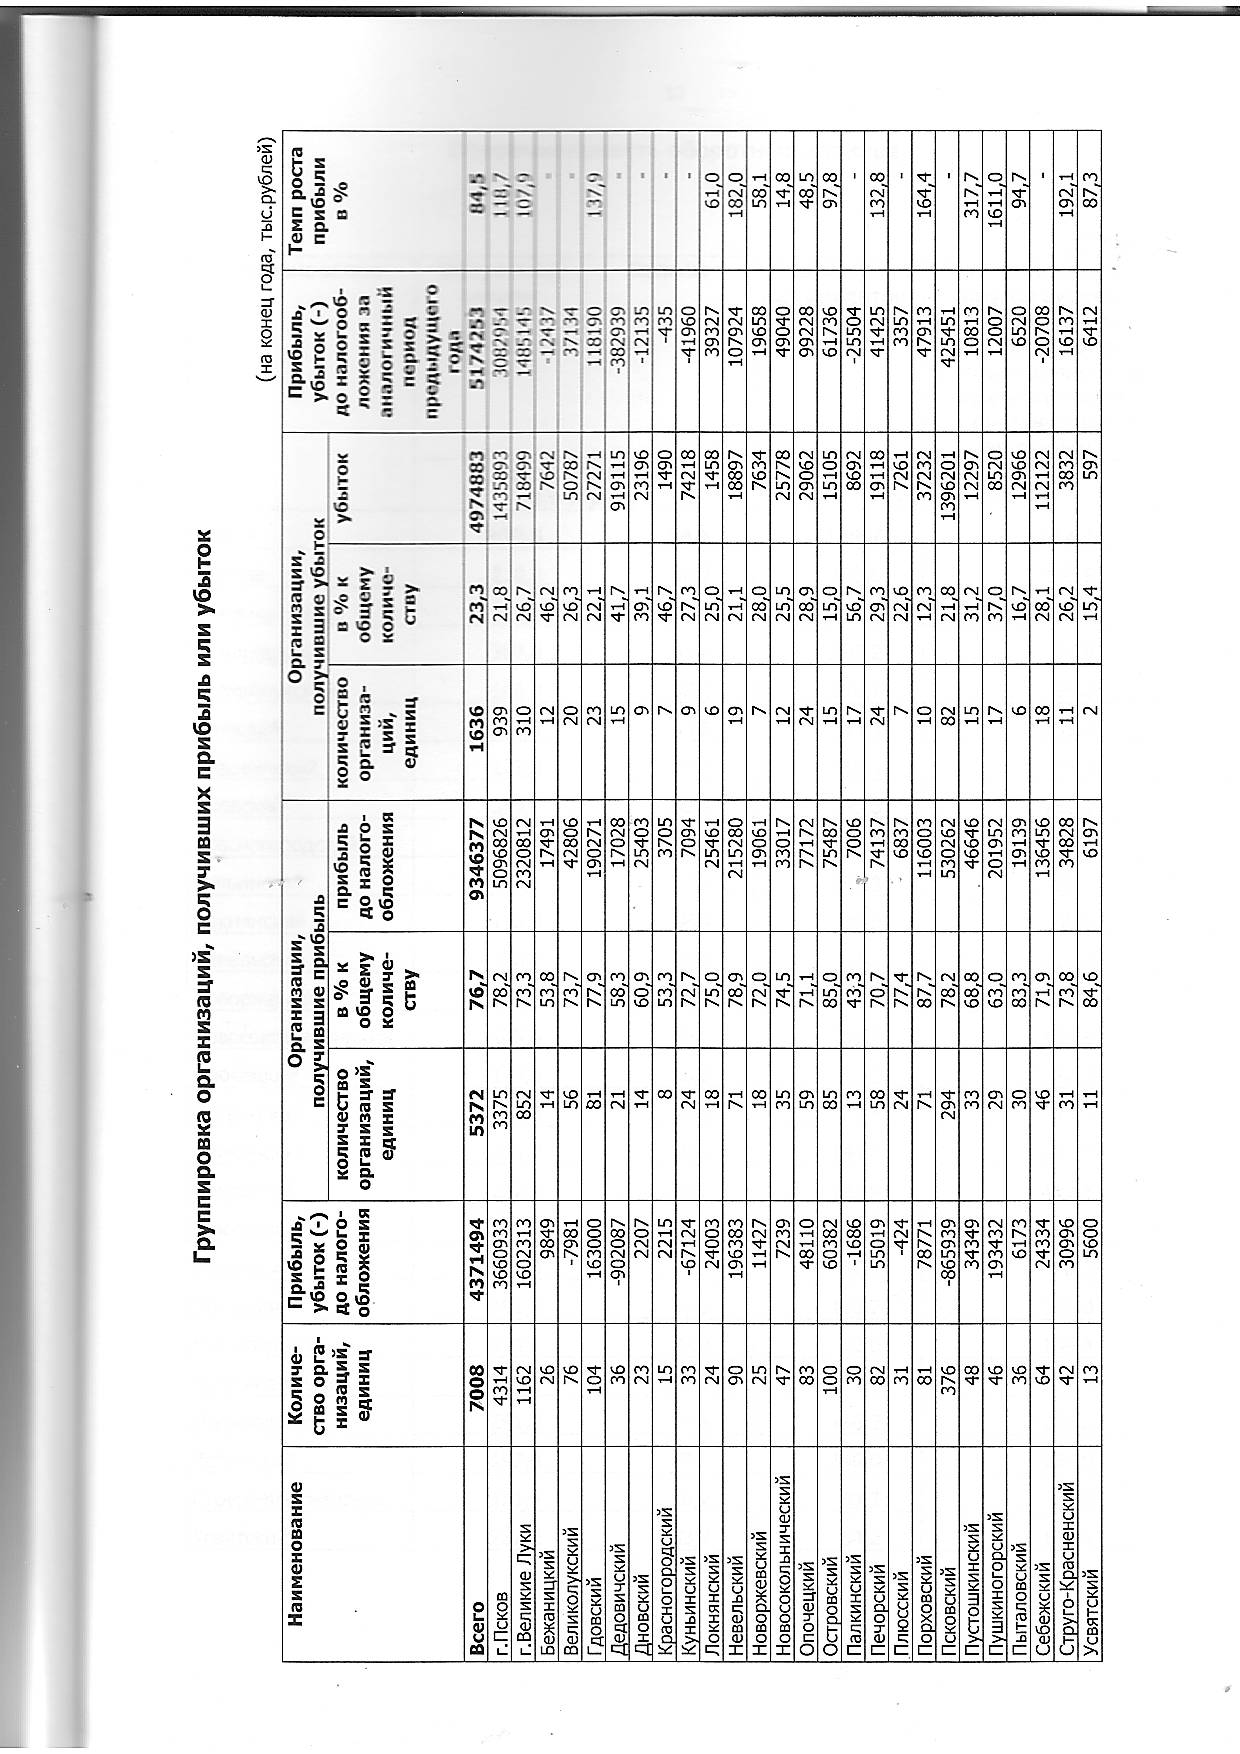 Группировка организаций, получивших прибыль или убыток
(на конец года, тыс.рублей)
Наименование | Количе-ство орга-низаций, единиц | Прибыль, убыток (-) до налого-обложения | Организации, получившие прибыль | Организации, получившие убыток | Прибыль, убыток (-) до налогооб-ложения за аналогичный период предыдущего года | Темп роста прибыли в %
количество организаций, единиц | в % к общему количе-ству | прибыль до налого-обложения | количество организа-ций, единиц | в % к общему количе-ству | убыток
Всего 7008 4371494 5372 76,7 9346377 1636 23,3 4974883 5174253 84,5
г.Псков 4314 3660933 3375 78,2 5096826 939 21,8 1435893 3082954 118,7
г.Великие Луки 1162 1602313 852 73,3 2320812 310 26,7 718499 1485145 107,9
Бежаницкий 26 9849 14 53,8 17491 12 46,2 7642 -12437 -
Великолукский 76 -7981 56 73,7 42806 20 26,3 50787 37134 -
Гдовский 104 163000 81 77,9 190271 23 22,1 27271 118190 137,9
Дедовичский 36 -902087 21 58,3 17028 15 41,7 919115 -382939 -
Дновский 23 2207 14 60,9 25403 9 39,1 23196 -12135 -
Красногородский 15 2215 8 53,3 3705 7 46,7 1490 -435 -
Куньинский 33 -67124 24 72,7 7094 9 27,3 74218 -41960 -
Локнянский 24 24003 18 75,0 25461 6 25,0 1458 39327 61,0
Невельский 90 196383 71 78,9 215280 19 21,1 18897 107924 182,0
Новоржевский 25 11427 18 72,0 19061 7 28,0 7634 19658 58,1
Новосокольнический 47 7239 35 74,5 33017 12 25,5 25778 49040 14,8
Опочецкий 83 48110 59 71,1 77172 24 28,9 29062 99228 48,5
Островский 100 60382 85 85,0 75487 15 15,0 15105 61736 97,8
Палкинский 30 -1686 13 43,3 7006 17 56,7 8692 -25504 -
Печорский 82 55019 58 70,7 74137 24 29,3 19118 41425 132,8
Плюсский 31 -424 24 77,4 6837 7 22,6 7261 3357 -
Порховский 81 78771 71 87,7 116003 10 12,3 37232 47913 164,4
Псковский 376 -865939 294 78,2 530262 82 21,8 1396201 425451 -
Пустошкинский 48 34349 33 68,8 46646 15 31,2 12297 10813 317,7
Пушкиногорский 46 193432 29 63,0 201952 17 37,0 8520 12007 1611,0
Пыталовский 36 6173 30 83,3 19139 6 16,7 12966 6520 94,7
Себежский 64 24334 46 71,9 136456 18 28,1 112122 -20708 -
Струго-Красненский 42 30996 31 73,8 34828 11 26,2 3832 16137 192,1
Усвятский 13 5600 11 84,6 6197 2 15,4 597 6412 87,3